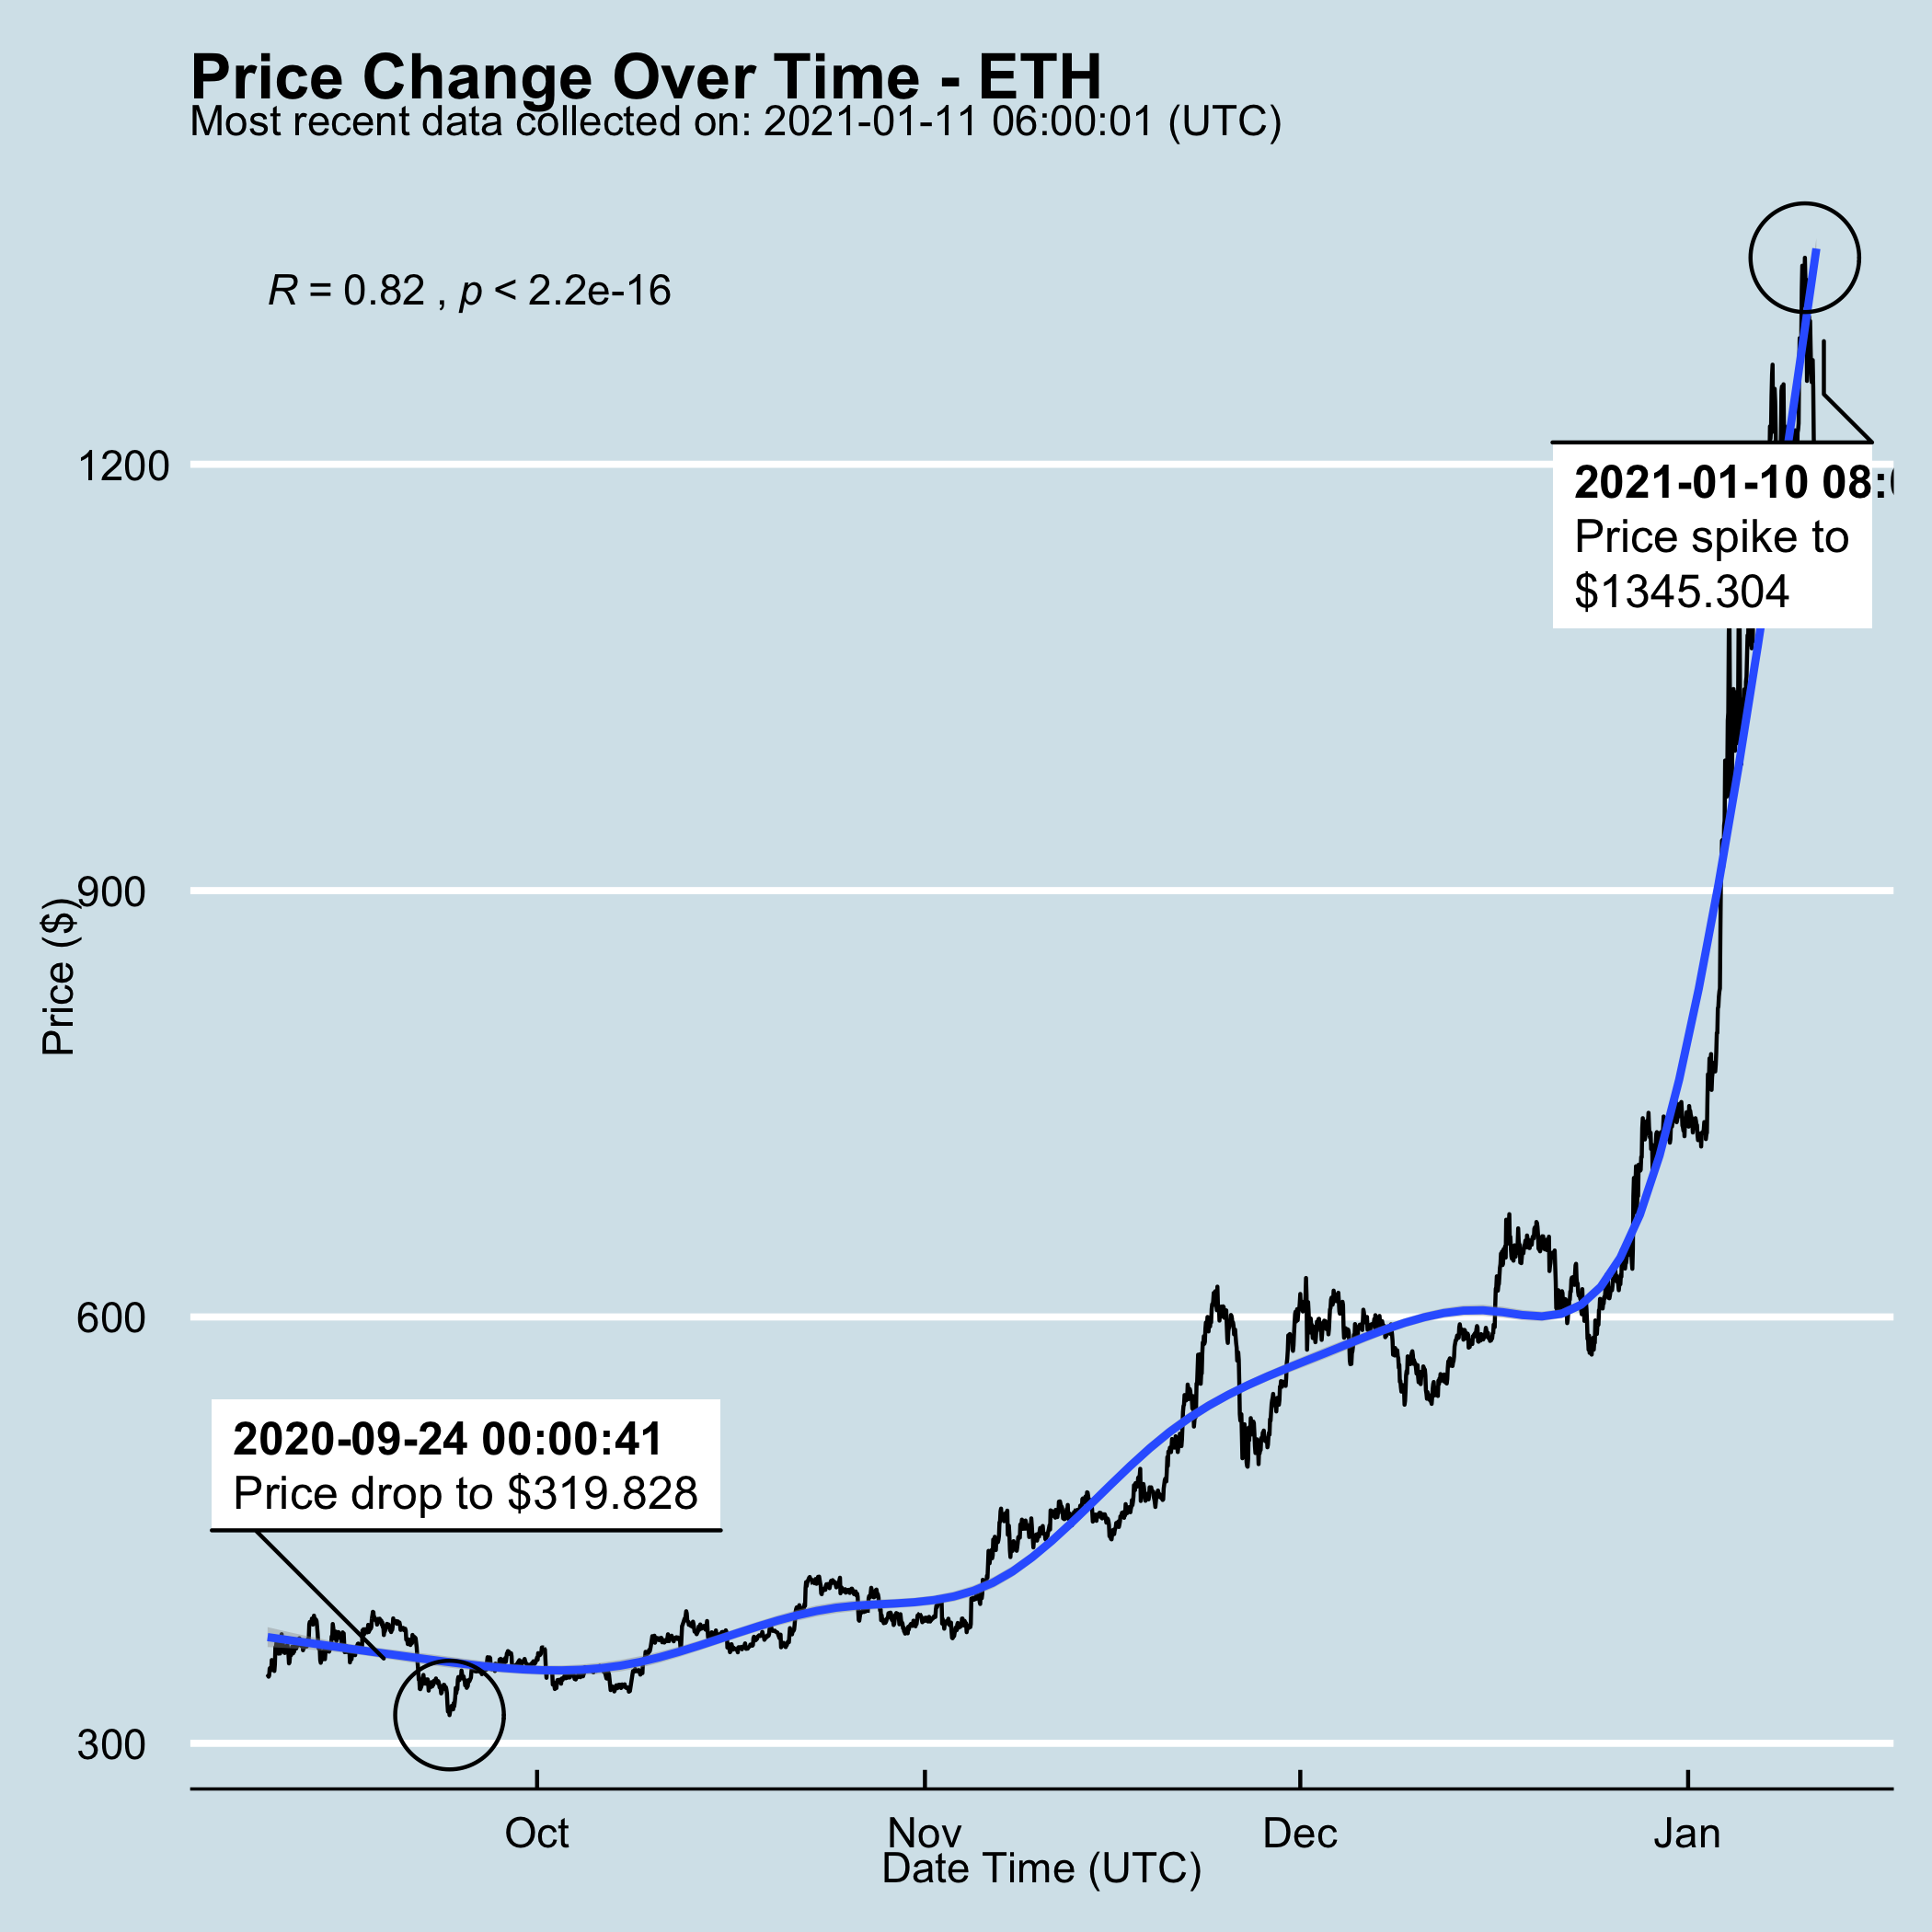 Price Change Over Time - ETH
Most recent data collected on: 2021-01-11 06:00:01 (UTC)
R = 0.82 , p < 2.2e-16
1200
2021-01-10 08:
Price spike to
$1345.304
900
Price ($)
600
2020-09-24 00:00:41
Price drop to $319.828
300
Oct Nov Dec Jan
Date Time (UTC)